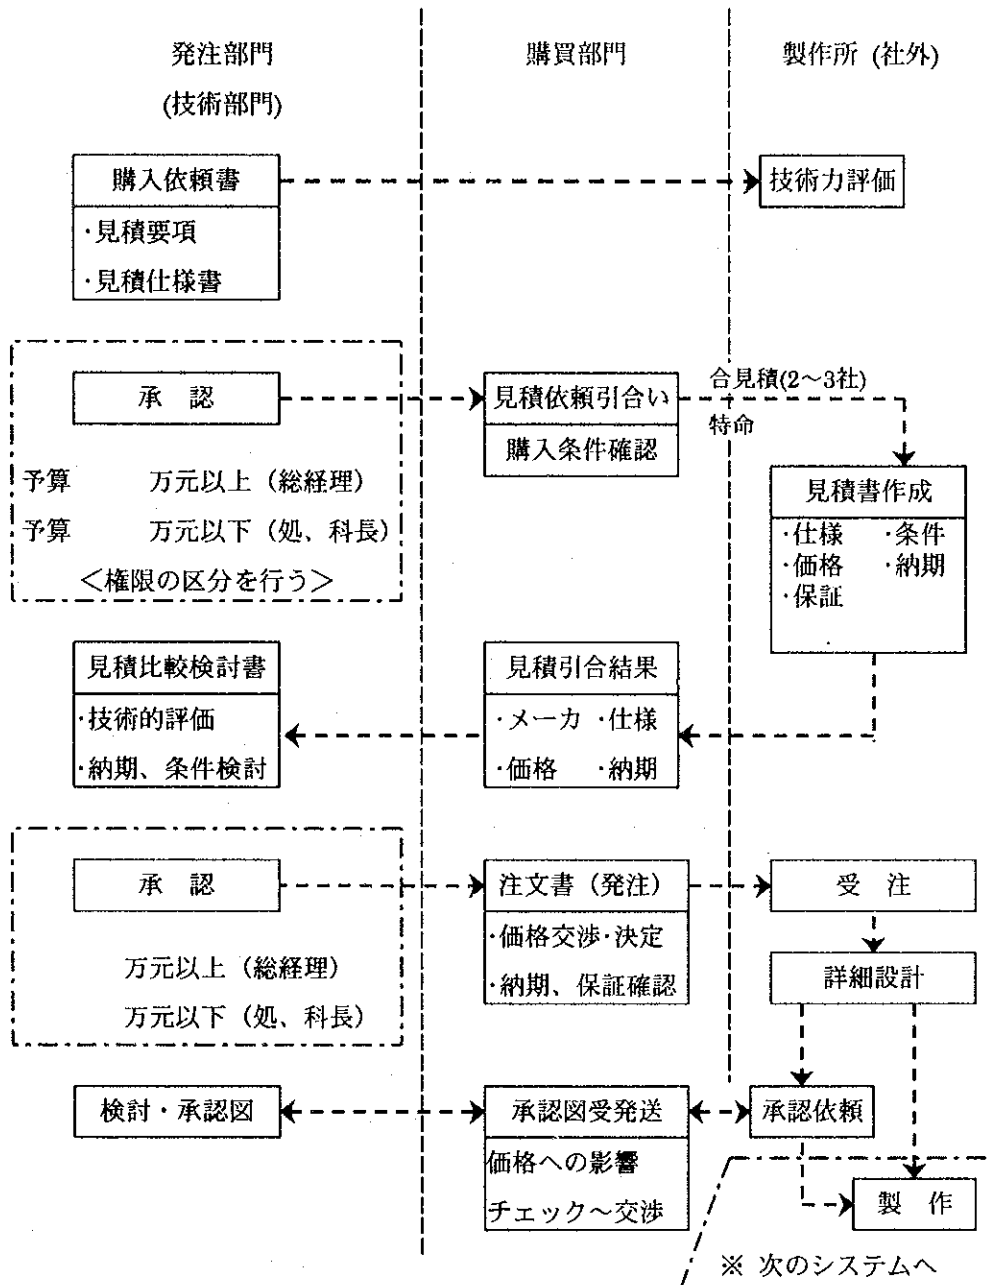 発注部門
(技術部門)
購買部門
製作所 (社外)
購入依頼書
・見積要項
・見積仕様書
技術力評価
承 認
予算 万元以上 (総経理)
予算 万元以下 (処、科長)
＜権限の区分を行う＞
見積依頼引合い
購入条件確認
合見積(2～3社)
特命
見積書作成
・仕様 ・条件
・価格 ・納期
・保証
見積比較検討書
・技術的評価
・納期、条件検討
見積引合結果
・メーカ ・仕様
・価格 ・納期
承 認
万元以上 (総経理)
万元以下 (処、科長)
注文書 (発注)
・価格交渉・決定
・納期、保証確認
受 注
詳細設計
検討・承認図
承認図受発送
価格への影響
チェック～交渉
承認依頼
製 作
※ 次のシステムへ